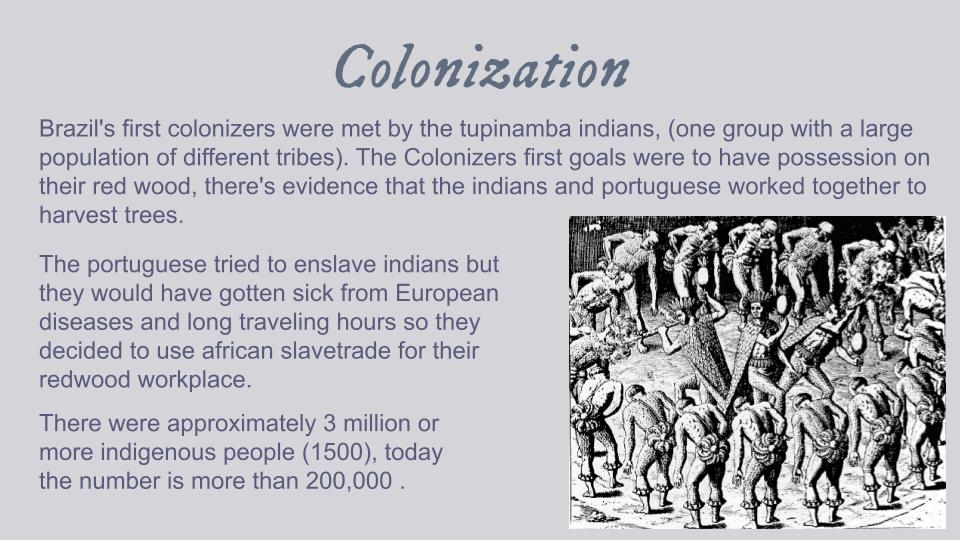 Colonization
Brazil's first colonizers were met by the tupinamba indians, (one group with a large
population of different tribes). The Colonizers first goals were to have possession on
their red wood, there's evidence that the indians and portuguese worked together to
harvest trees.
The portuguese tried to enslave indians but
they would have gotten sick from European
diseases and long traveling hours so they
decided to use african slavetrade for their
redwood workplace.
There were approximately 3 million or
more indigenous people (1500), today
the number is more than 200,000 .